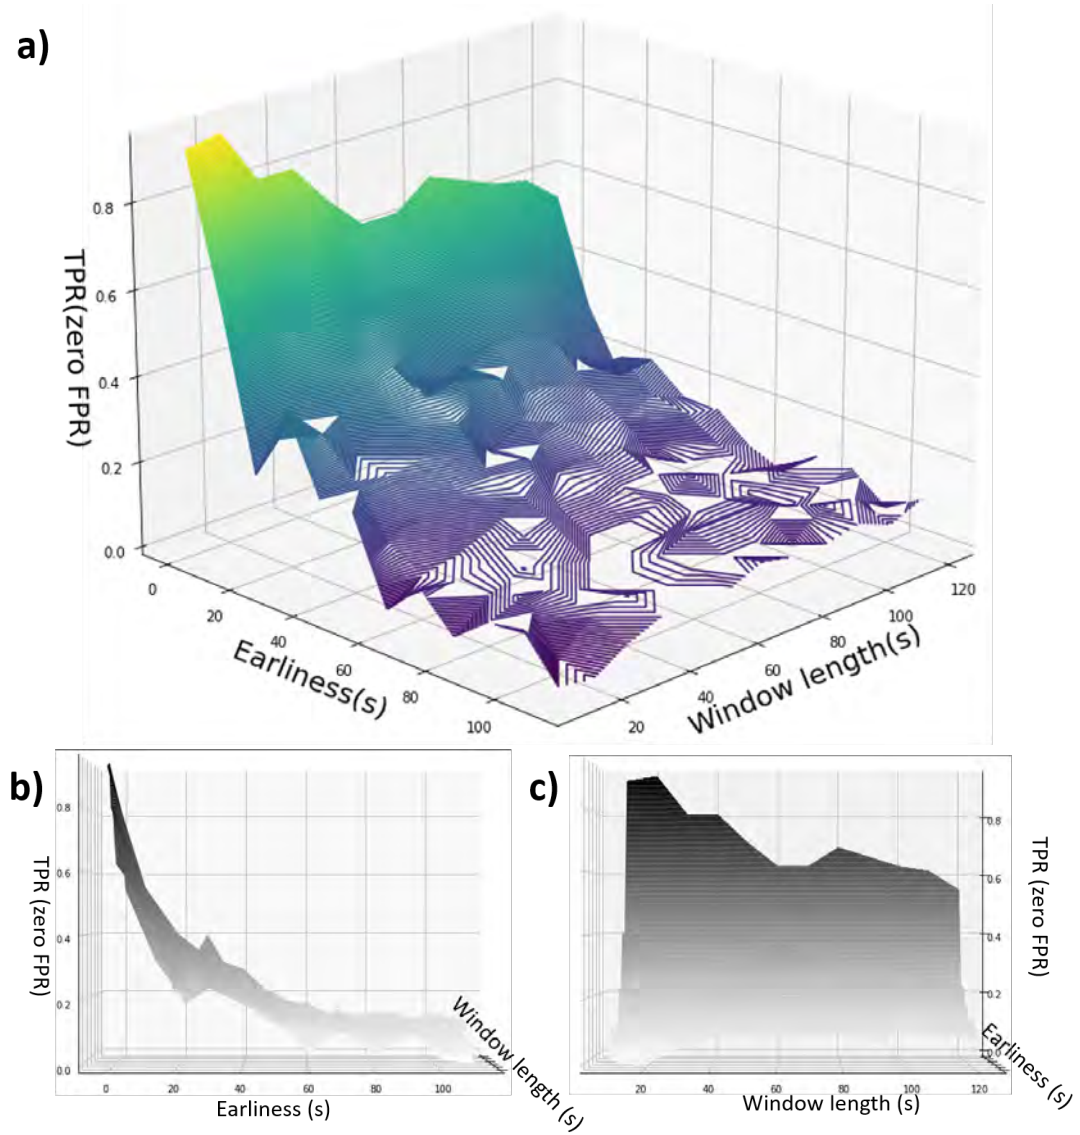 a)
TPR(zero FPR)
0.8
0.6
0.4
0.2
0.0
0
20
40
60
80
100
Earliness(s)
20
40
60
80
100
120
Window length(s)
b)
TPR (zero FPR)
0.8
0.6
0.4
0.2
0.0
0 20 40 60 80 100
Earliness (s)
Window length (s)
c)
0.8
0.6
0.4
0.2
0.0
TPR (zero FPR)
Earliness (s)
20 40 60 80 100 120
Window length (s)